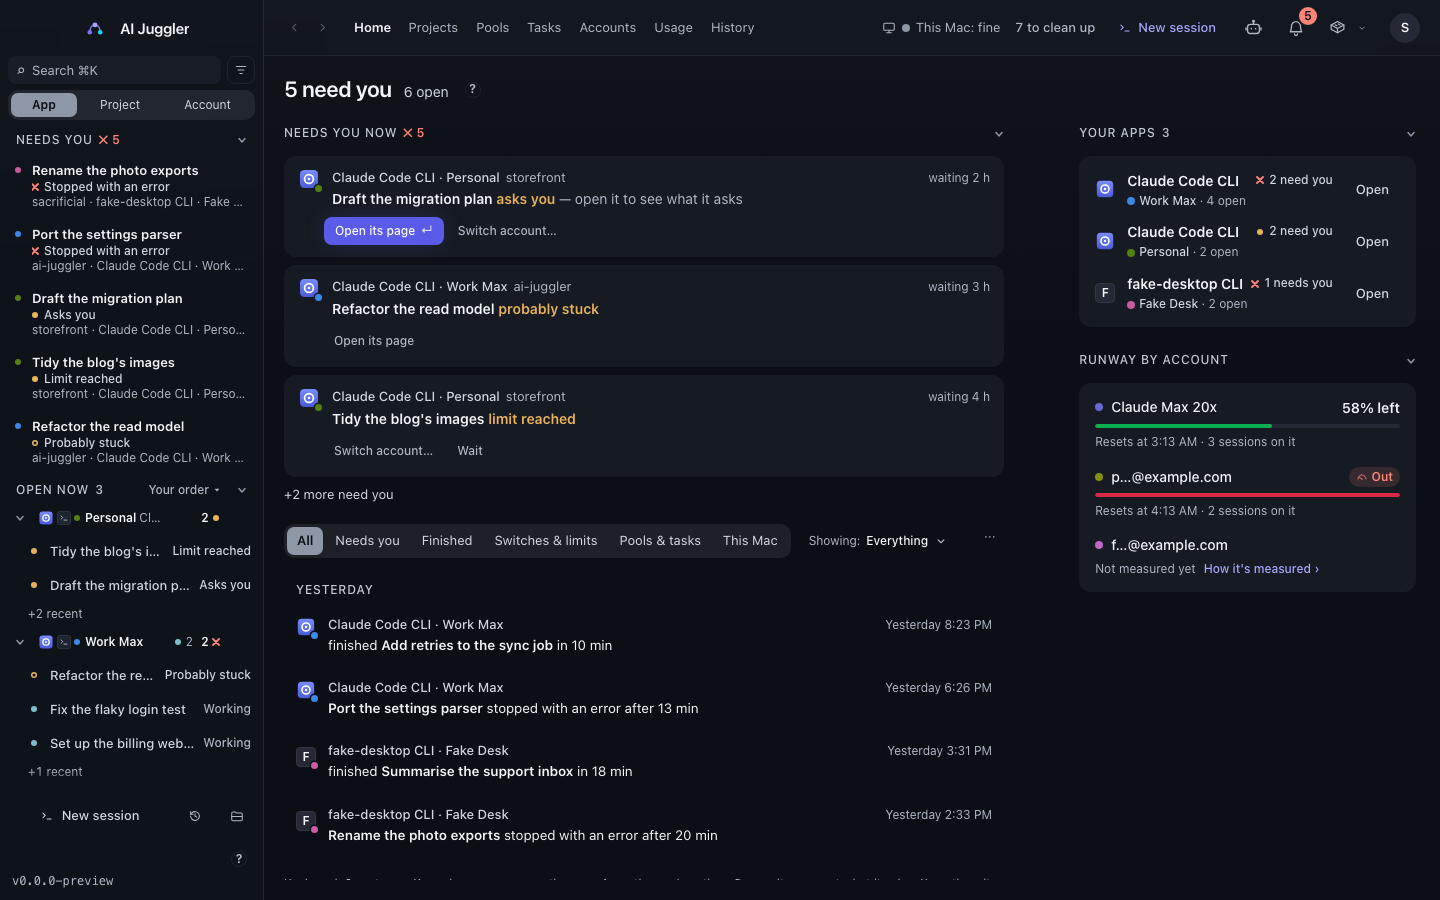 AI Juggler
Search ⌘K
App Project Account
NEEDS YOU 5
Rename the photo exports
Stopped with an error
sacrificial · fake-desktop CLI · Fake ...
Port the settings parser
Stopped with an error
ai-juggler · Claude Code CLI · Work ...
Draft the migration plan
Asks you
storefront · Claude Code CLI · Perso...
Tidy the blog's images
Limit reached
storefront · Claude Code CLI · Perso...
Refactor the read model
Probably stuck
ai-juggler · Claude Code CLI · Work ...
OPEN NOW 3 Your order
Personal Cl... 2
Tidy the blog's i... Limit reached
Draft the migration p... Asks you
+2 recent
Work Max 2 2
Refactor the re... Probably stuck
Fix the flaky login test Working
Set up the billing web... Working
+1 recent
New session
?
v0.0.0-preview
Home Projects Pools Tasks Accounts Usage History
This Mac: fine 7 to clean up New session 5 S
5 need you 6 open ?
NEEDS YOU NOW 5
Claude Code CLI · Personal storefront waiting 2 h
Draft the migration plan asks you — open it to see what it asks
Open its page Switch account...
Claude Code CLI · Work Max ai-juggler waiting 3 h
Refactor the read model probably stuck
Open its page
Claude Code CLI · Personal storefront waiting 4 h
Tidy the blog's images limit reached
Switch account... Wait
+2 more need you
All Needs you Finished Switches & limits Pools & tasks This Mac Showing: Everything ...
YESTERDAY
Claude Code CLI · Work Max Yesterday 8:23 PM
finished Add retries to the sync job in 10 min
Claude Code CLI · Work Max Yesterday 6:26 PM
Port the settings parser stopped with an error after 13 min
F fake-desktop CLI · Fake Desk Yesterday 3:31 PM
finished Summarise the support inbox in 18 min
F fake-desktop CLI · Fake Desk Yesterday 2:33 PM
Rename the photo exports stopped with an error after 20 min
YOUR APPS 3
Claude Code CLI 2 need you Open
Work Max · 4 open
Claude Code CLI 2 need you Open
Personal · 2 open
F fake-desktop CLI 1 needs you Open
Fake Desk · 2 open
RUNWAY BY ACCOUNT
Claude Max 20x 58% left
Resets at 3:13 AM · 3 sessions on it
p...@example.com Out
Resets at 4:13 AM · 2 sessions on it
f...@example.com
Not measured yet How it's measured ›